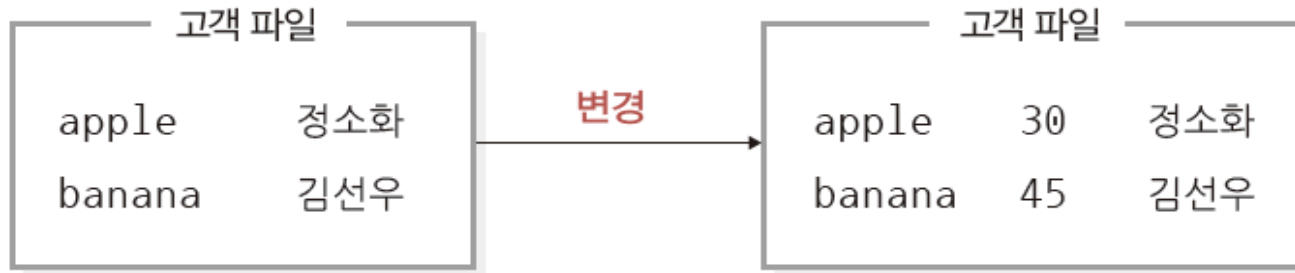 고객 파일
apple 정소화
banana 김선우
변경
고객 파일
apple 30 정소화
banana 45 김선우